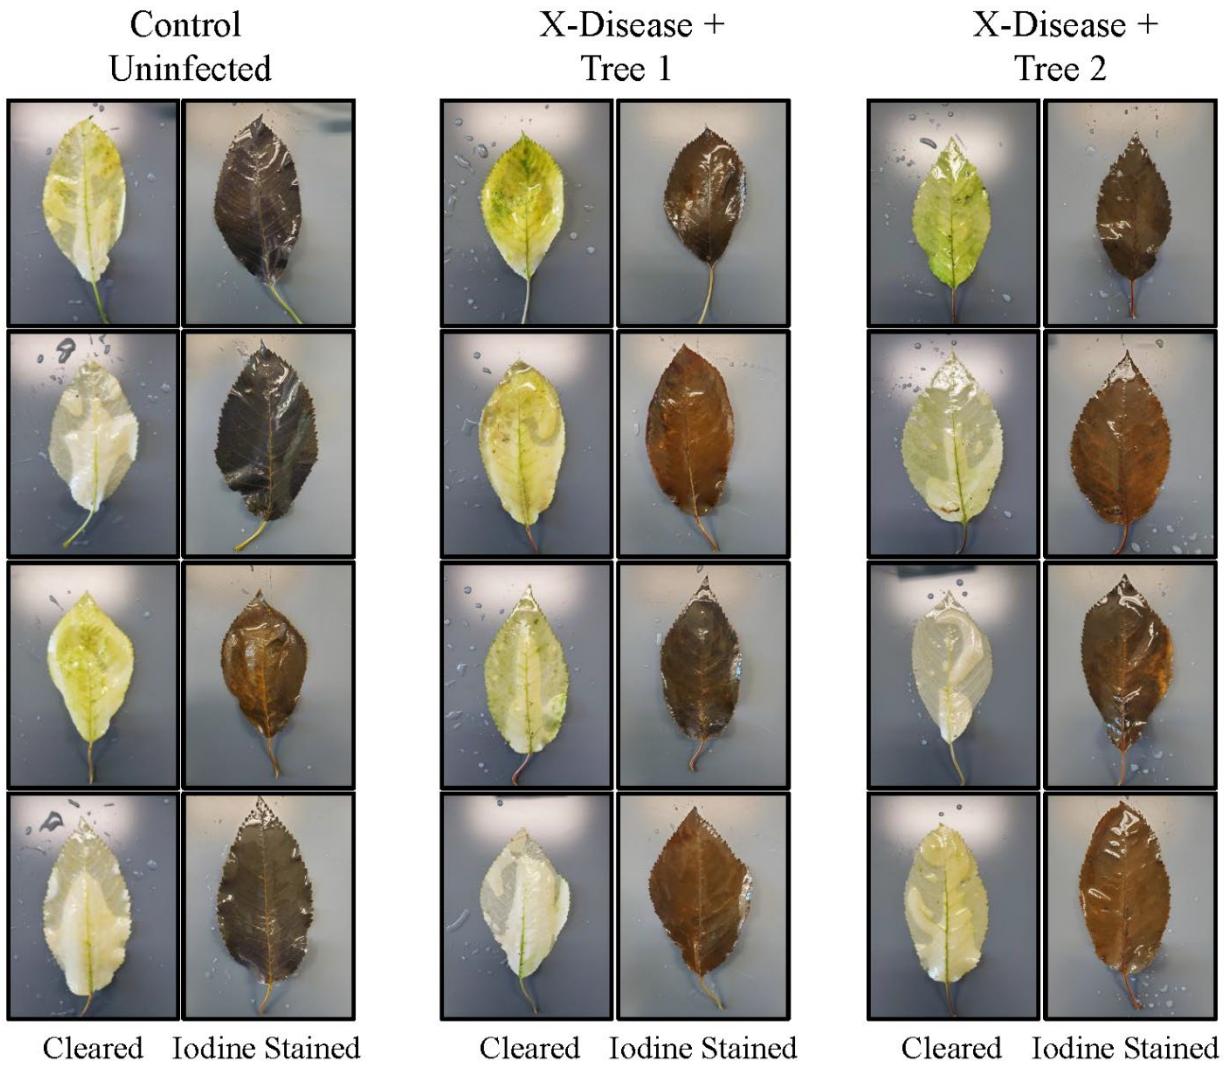 Control
Uninfected
X-Disease +
Tree 1
X-Disease +
Tree 2
Cleared
Iodine Stained
Cleared
Iodine Stained
Cleared
Iodine Stained